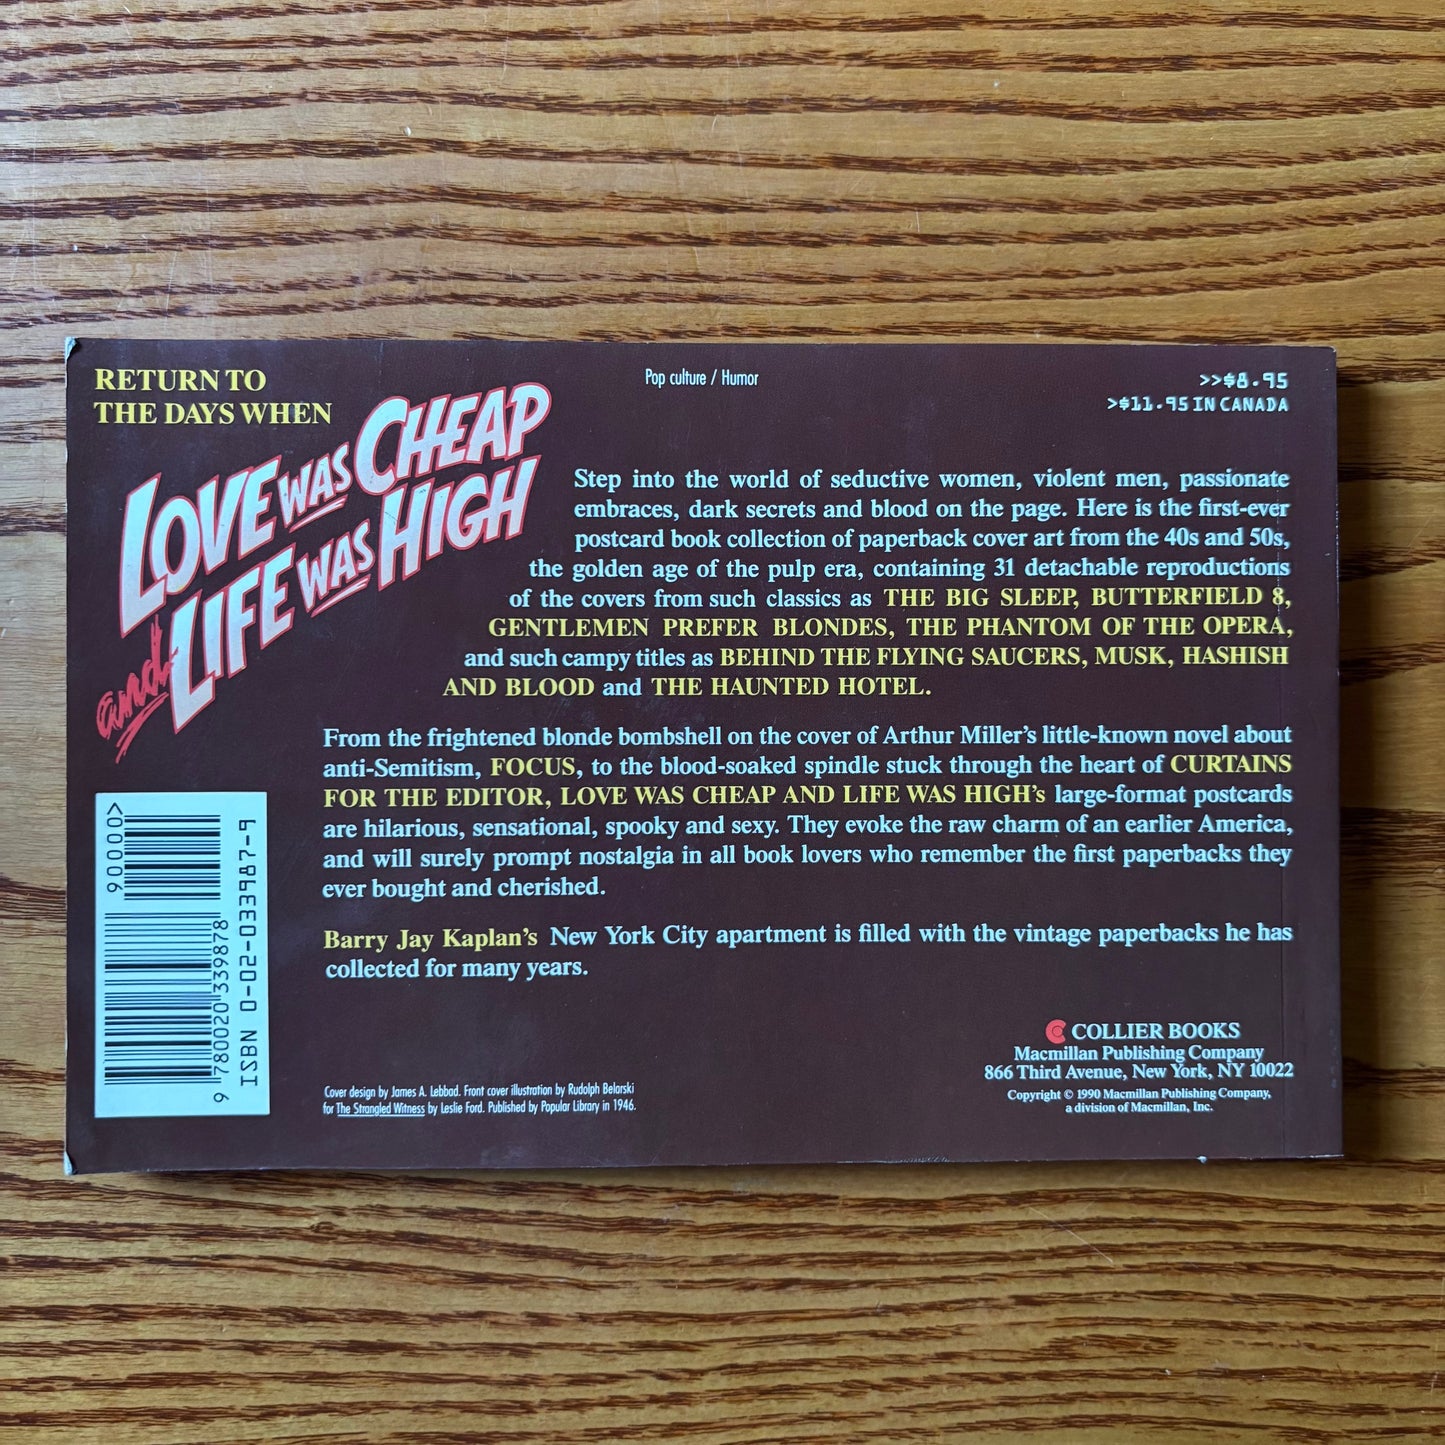 RETURN TO
THE DAYS WHEN
LOVE WAS CHEAP
and LIFE WAS HIGH
Pop culture / Humor
>>$8.95
>$11.95 IN CANADA
Step into the world of seductive women, violent men, passionate
embraces, dark secrets and blood on the page. Here is the first-ever
postcard book collection of paperback cover art from the 40s and 50s,
the golden age of the pulp era, containing 31 detachable reproductions
of the covers from such classics as THE BIG SLEEP, BUTTERFIELD 8,
GENTLEMEN PREFER BLONDES, THE PHANTOM OF THE OPERA,
and such campy titles as BEHIND THE FLYING SAUCERS, MUSK, HASHISH
AND BLOOD and THE HAUNTED HOTEL.
From the frightened blonde bombshell on the cover of Arthur Miller's little-known novel about
anti-Semitism, FOCUS, to the blood-soaked spindle stuck through the heart of CURTAINS
FOR THE EDITOR, LOVE WAS CHEAP AND LIFE WAS HIGH's large-format postcards
are hilarious, sensational, spooky and sexy. They evoke the raw charm of an earlier America,
and will surely prompt nostalgia in all book lovers who remember the first paperbacks they
ever bought and cherished.
Barry Jay Kaplan's New York City apartment is filled with the vintage paperbacks he has
collected for many years.
90000>
9 780020 339878
ISBN 0-02-033987-9
Cover design by James A. Lebbad. Front cover illustration by Rudolph Belarski
for The Strangled Witness by Leslie Ford. Published by Popular Library in 1946.
COLLIER BOOKS
Macmillan Publishing Company
866 Third Avenue, New York, NY 10022
Copyright © 1990 Macmillan Publishing Company,
a division of Macmillan, Inc.